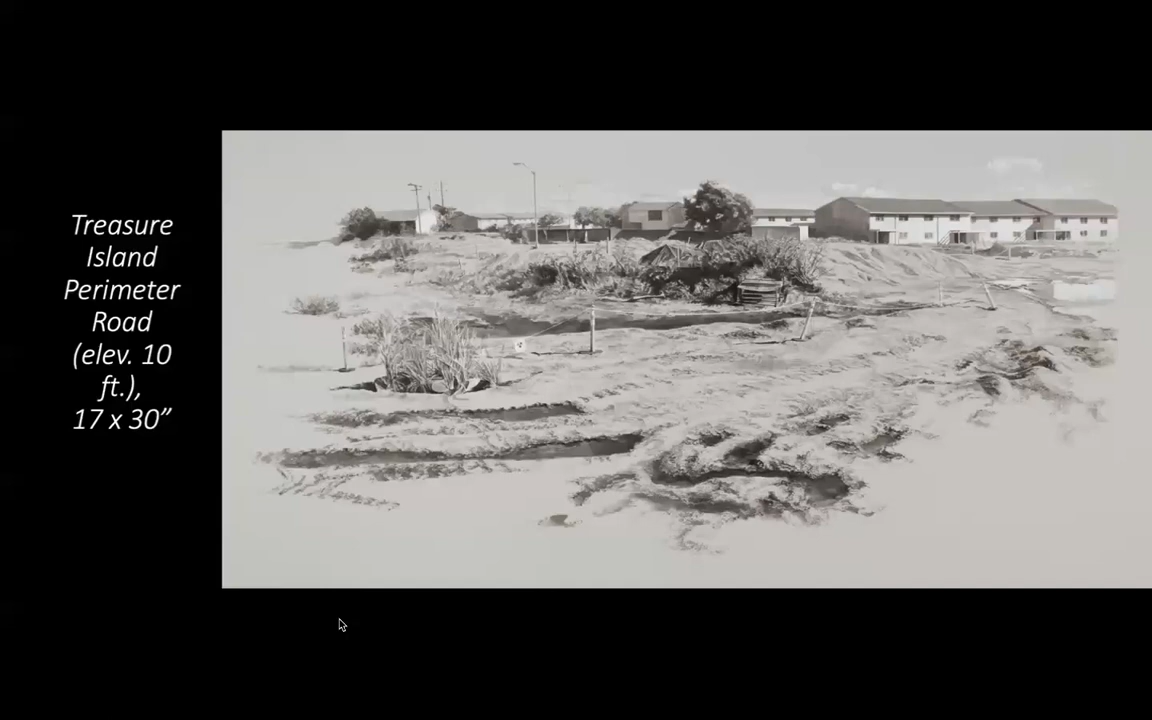 Treasure
Island
Perimeter
Road
(elev. 10
ft.),
17 x 30”